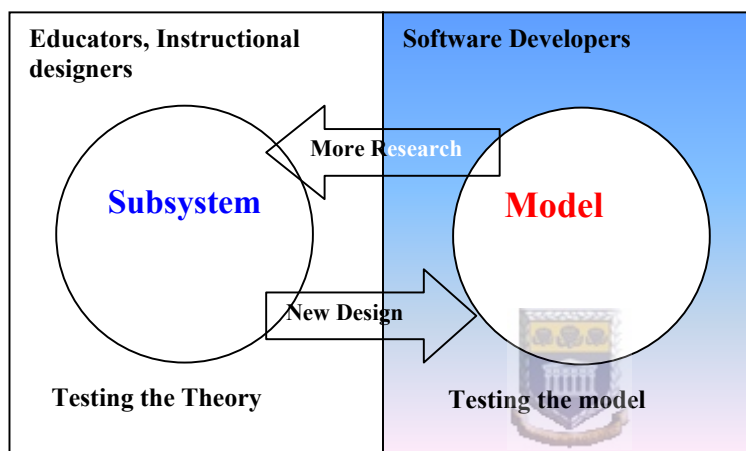 Educators, Instructional
designers
Software Developers
More Research
Subsystem
Model
New Design
Testing the Theory
Testing the model